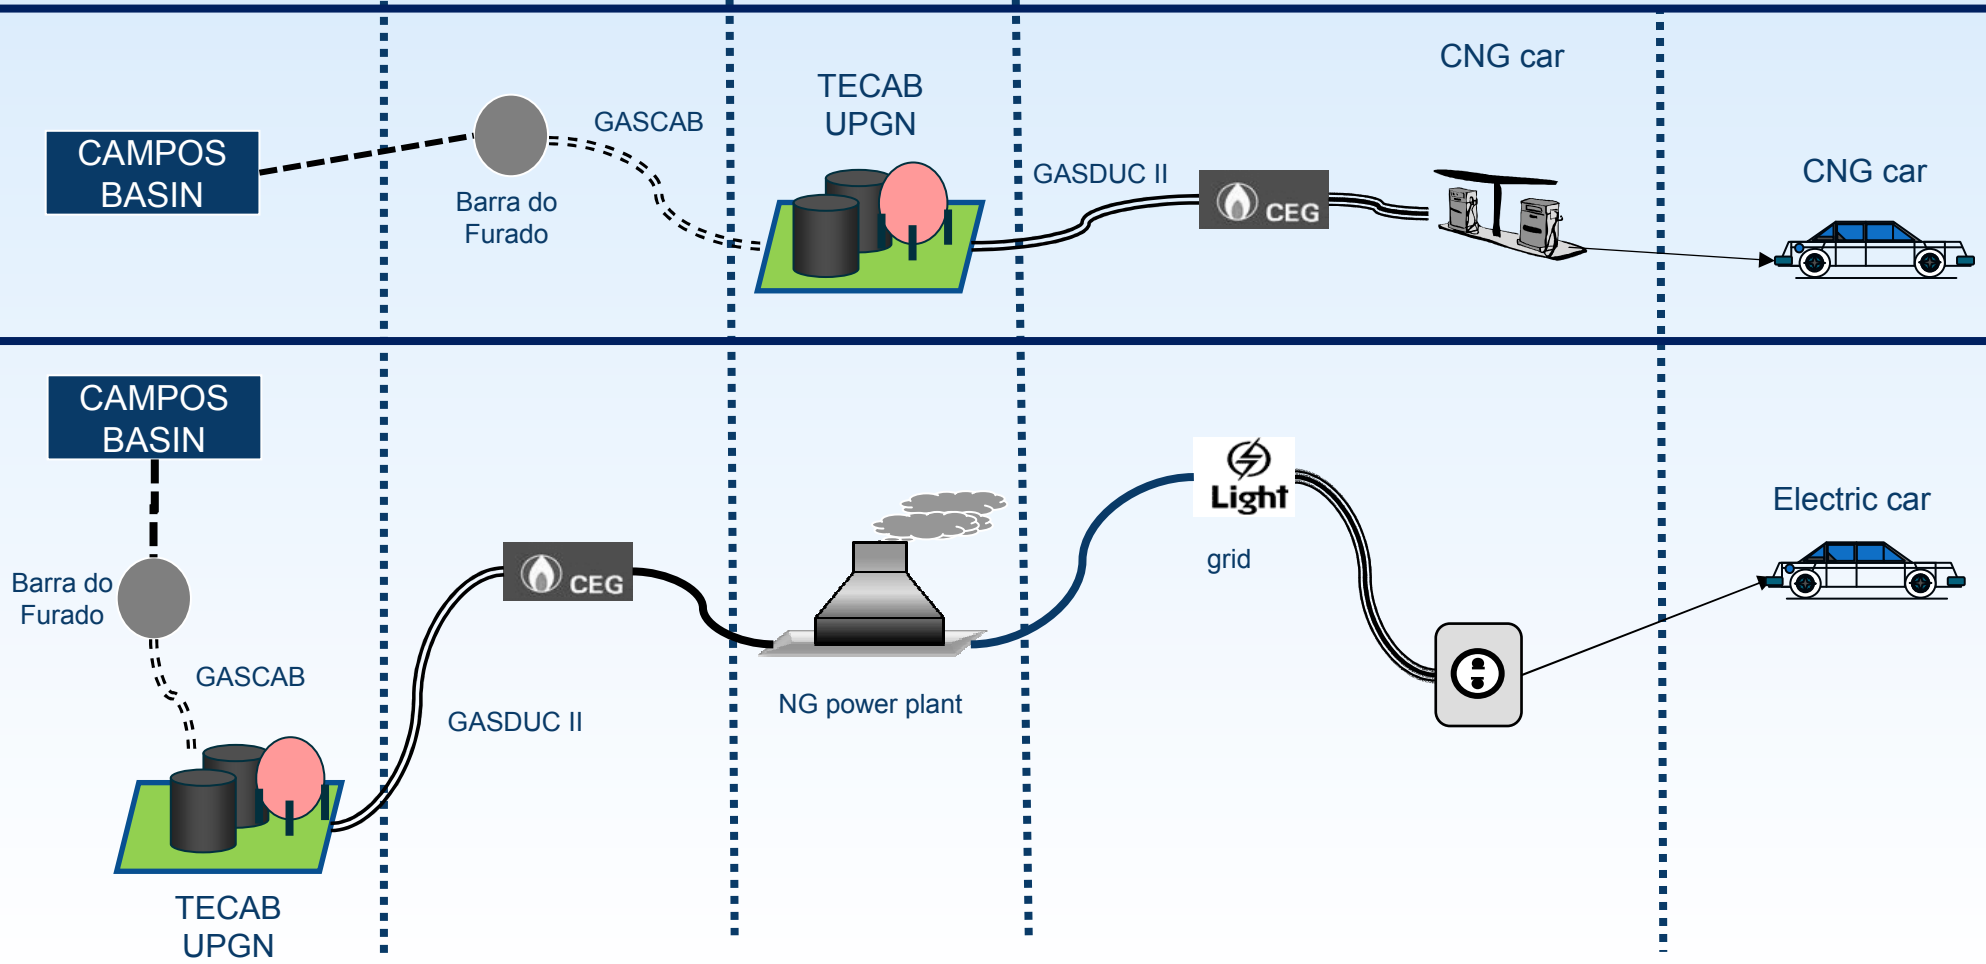 CNG car
CAMPOS
BASIN
Barra do
Furado
GASCAB
TECAB
UPGN
GASDUC II
CEG
CNG car
CAMPOS
BASIN
Barra do
Furado
GASCAB
TECAB
UPGN
GASDUC II
CEG
NG power plant
Light
grid
Electric car